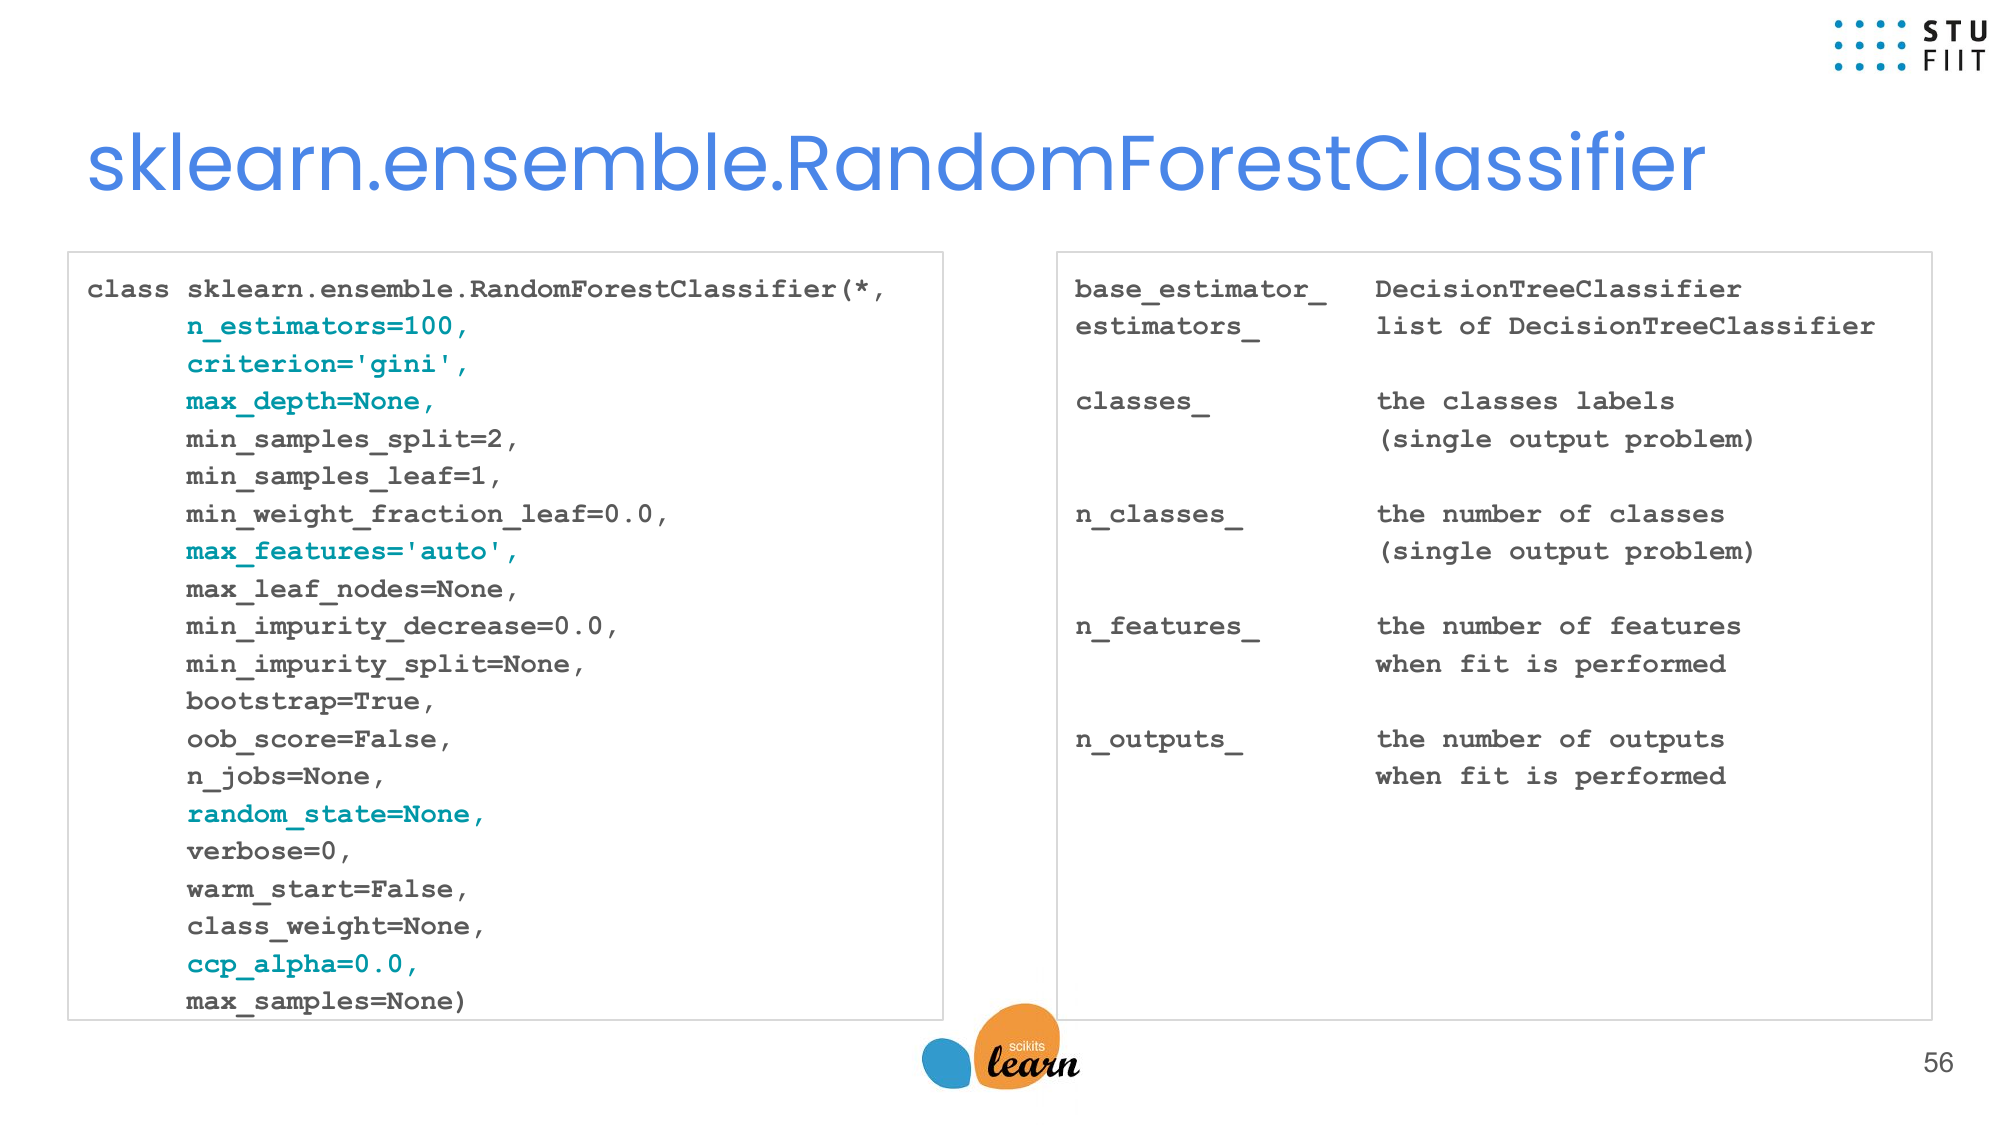 STU
FIIT
sklearn.ensemble.RandomForestClassifier
class sklearn.ensemble.RandomForestClassifier(*,
n_estimators=100,
criterion='gini',
max_depth=None,
min_samples_split=2,
min_samples_leaf=1,
min_weight_fraction_leaf=0.0,
max_features='auto',
max_leaf_nodes=None,
min_impurity_decrease=0.0,
min_impurity_split=None,
bootstrap=True,
oob_score=False,
n_jobs=None,
random_state=None,
verbose=0,
warm_start=False,
class_weight=None,
ccp_alpha=0.0,
max_samples=None)
base_estimator_ DecisionTreeClassifier
estimators_ list of DecisionTreeClassifier
classes_ the classes labels
(single output problem)
n_classes_ the number of classes
(single output problem)
n_features_ the number of features
when fit is performed
n_outputs_ the number of outputs
when fit is performed
scikits
learn
56